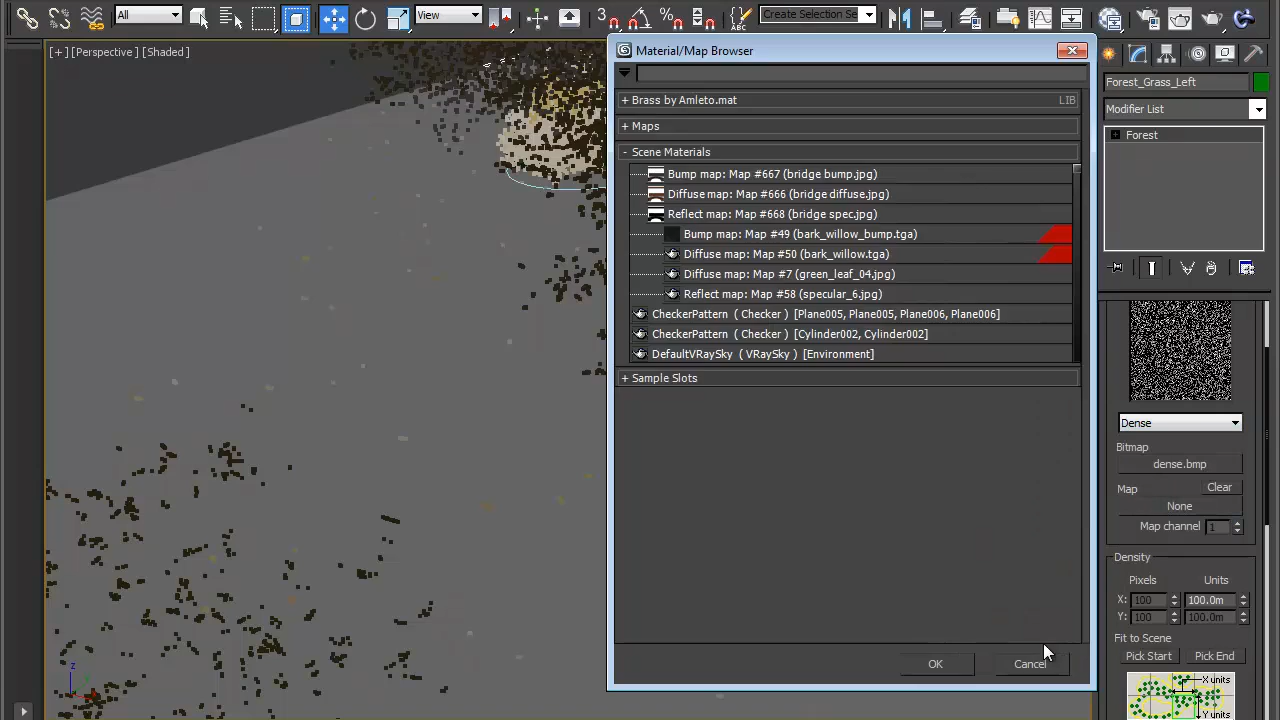 All
View
3
Create Selection Se
[+] [Perspective] [Shaded]
Material/Map Browser
+ Brass by Amleto.mat
LIB
+ Maps
- Scene Materials
Bump map: Map #667 (bridge bump.jpg)
Diffuse map: Map #666 (bridge diffuse.jpg)
Reflect map: Map #668 (bridge spec.jpg)
Bump map: Map #49 (bark_willow_bump.tga)
Diffuse map: Map #50 (bark_willow.tga)
Diffuse map: Map #7 (green_leaf_04.jpg)
Reflect map: Map #58 (specular_6.jpg)
CheckerPattern ( Checker ) [Plane005, Plane005, Plane006, Plane006]
CheckerPattern ( Checker ) [Cylinder002, Cylinder002]
DefaultVRaySky ( VRaySky ) [Environment]
+ Sample Slots
OK
Cancel
Forest_Grass_Left
Modifier List
Forest
Dense
Bitmap
dense.bmp
Map
Clear
None
Map channel
1
Density
Pixels
Units
X:
100
100.0m
Y:
100
100.0m
Fit to Scene
Pick Start
Pick End
X units
Y units
z